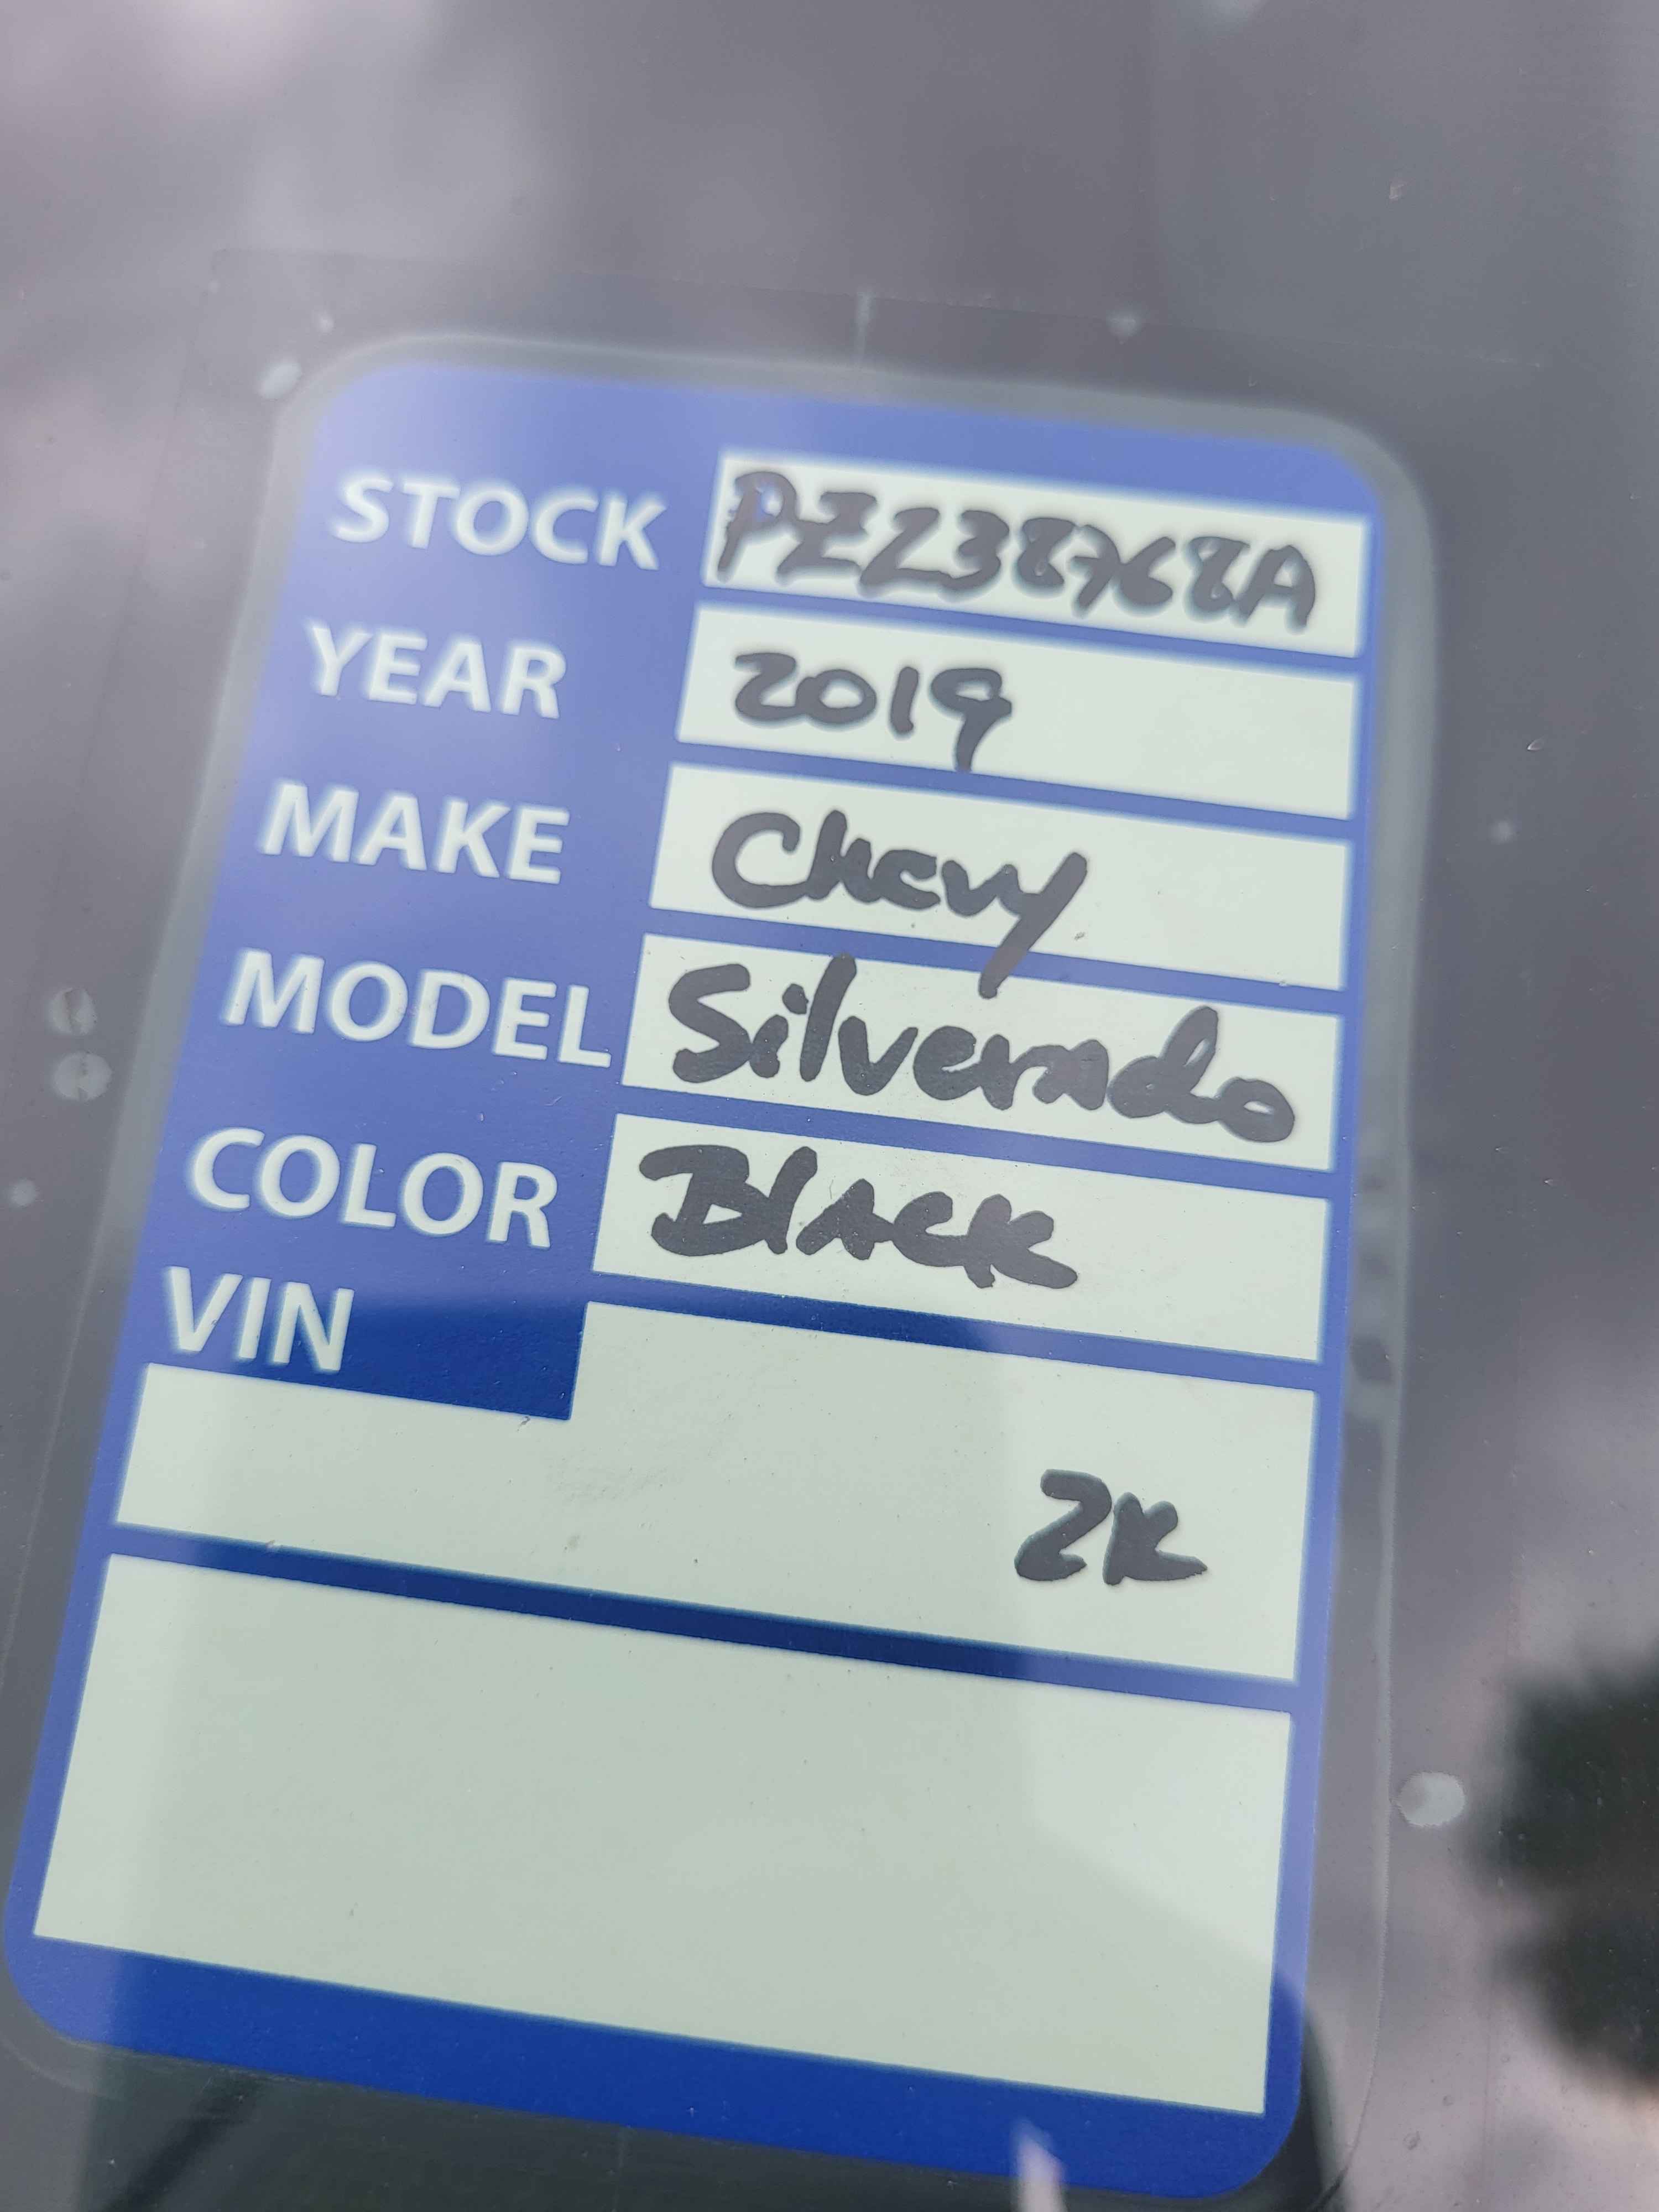 STOCK PZ238768A
YEAR 2019
MAKE Chevy
MODEL Silverado
COLOR Black
VIN
2K